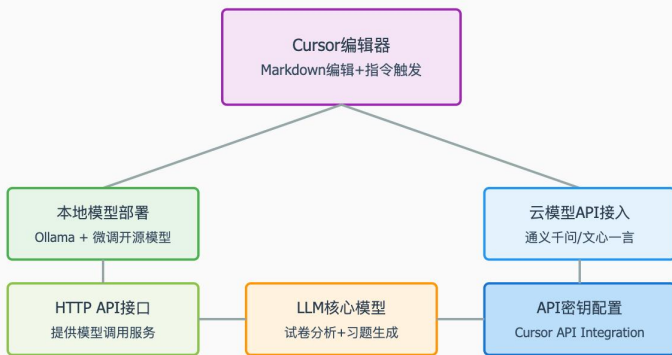 Cursor编辑器
Markdown编辑+指令触发
本地模型部署
Ollama + 微调开源模型
云模型API接入
通义千问/文心一言
HTTP API接口
提供模型调用服务
LLM核心模型
试卷分析+习题生成
API密钥配置
Cursor API Integration